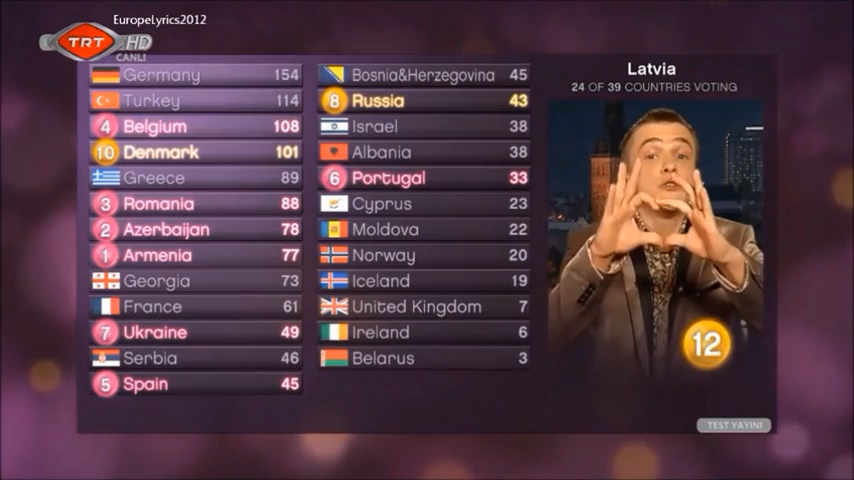 EuropeLyrics2012
TRT HD
CANLI
Germany 154
Turkey 114
4 Belgium 108
10 Denmark 101
Greece 89
3 Romania 88
2 Azerbaijan 78
1 Armenia 77
Georgia 73
France 61
7 Ukraine 49
Serbia 46
5 Spain 45
Bosnia&Herzegovina 45
8 Russia 43
Israel 38
Albania 38
6 Portugal 33
Cyprus 23
Moldova 22
Norway 20
Iceland 19
United Kingdom 7
Ireland 6
Belarus 3
Latvia
24 OF 39 COUNTRIES VOTING
12
TEST YAYINI